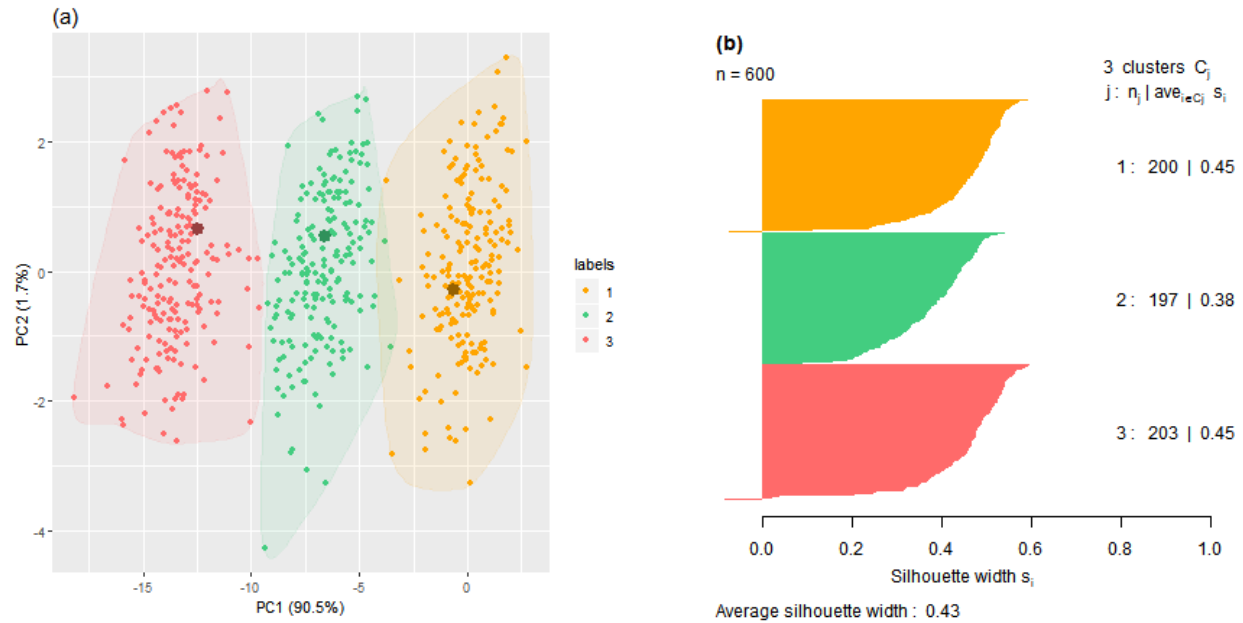 (a)
2
0
-2
-4
PC2 (1.7%)
-15
-10
-5
0
PC1 (90.5%)
labels
1
2
3
(b)
n = 600
3 clusters Cj
j : nj | avei∈Cj si
1 : 200 | 0.45
2 : 197 | 0.38
3 : 203 | 0.45
0.0 0.2 0.4 0.6 0.8 1.0
Silhouette width si
Average silhouette width : 0.43